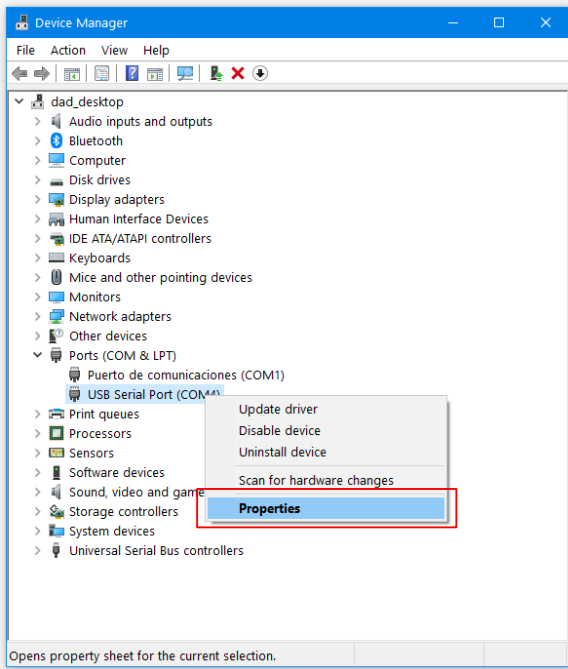 Device Manager
File Action View Help
dad_desktop
Audio inputs and outputs
Bluetooth
Computer
Disk drives
Display adapters
Human Interface Devices
IDE ATA/ATAPI controllers
Keyboards
Mice and other pointing devices
Monitors
Network adapters
Other devices
Ports (COM & LPT)
Puerto de comunicaciones (COM1)
USB Serial Port (COM4)
Update driver
Print queues
Disable device
Processors
Uninstall device
Sensors
Software devices
Scan for hardware changes
Sound, video and game
Properties
Storage controllers
System devices
Universal Serial Bus controllers
Opens property sheet for the current selection.